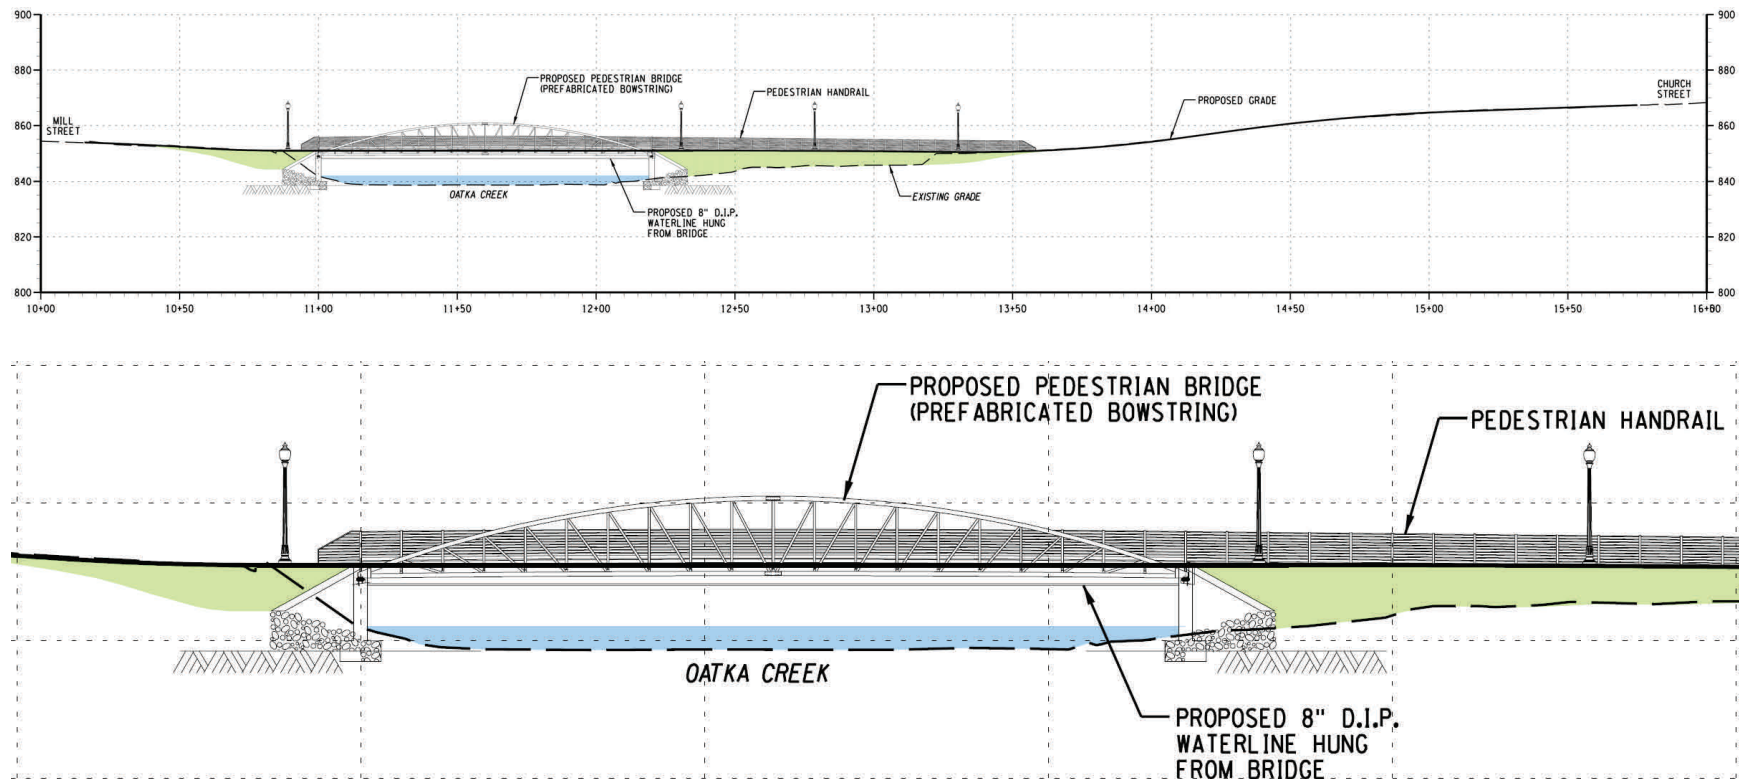 900
900
880
880
860
860
840
840
820
820
800
800
MILL
STREET
PROPOSED PEDESTRIAN BRIDGE
(PREFABRICATED BOWSTRING)
PEDESTRIAN HANDRAIL
PROPOSED GRADE
CHURCH
STREET
OATKA CREEK
EXISTING GRADE
PROPOSED 8" D.I.P.
WATERLINE HUNG
FROM BRIDGE
10+00
10+50
11+00
11+50
12+00
12+50
13+00
13+50
14+00
14+50
15+00
15+50
PROPOSED PEDESTRIAN BRIDGE
(PREFABRICATED BOWSTRING)
PEDESTRIAN HANDRAIL
OATKA CREEK
PROPOSED 8" D.I.P.
WATERLINE HUNG
FROM BRIDGE